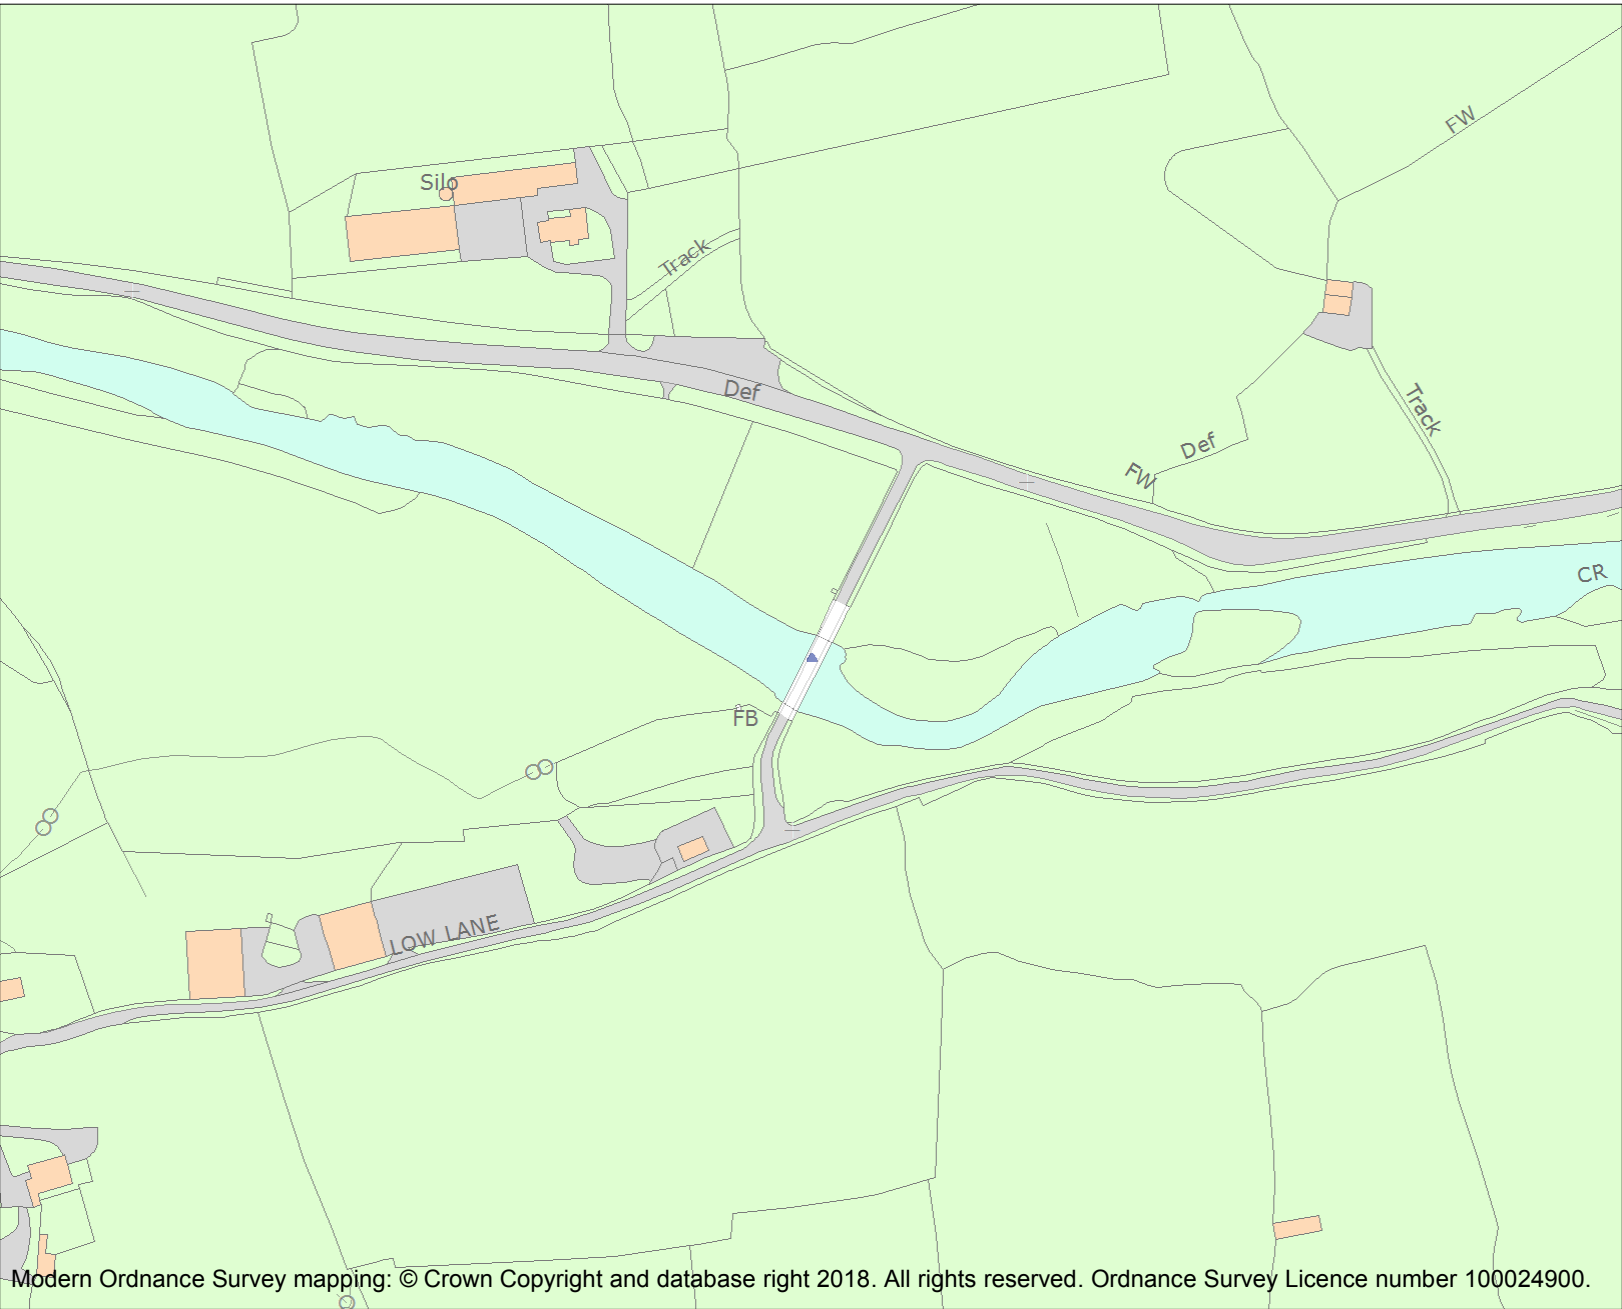 FW
Silo
Track
Def
Track
Def
FW
CR
FB
LOW LANE
Modern Ordnance Survey mapping: © Crown Copyright and database right 2018. All rights reserved. Ordnance Survey Licence number 100024900.